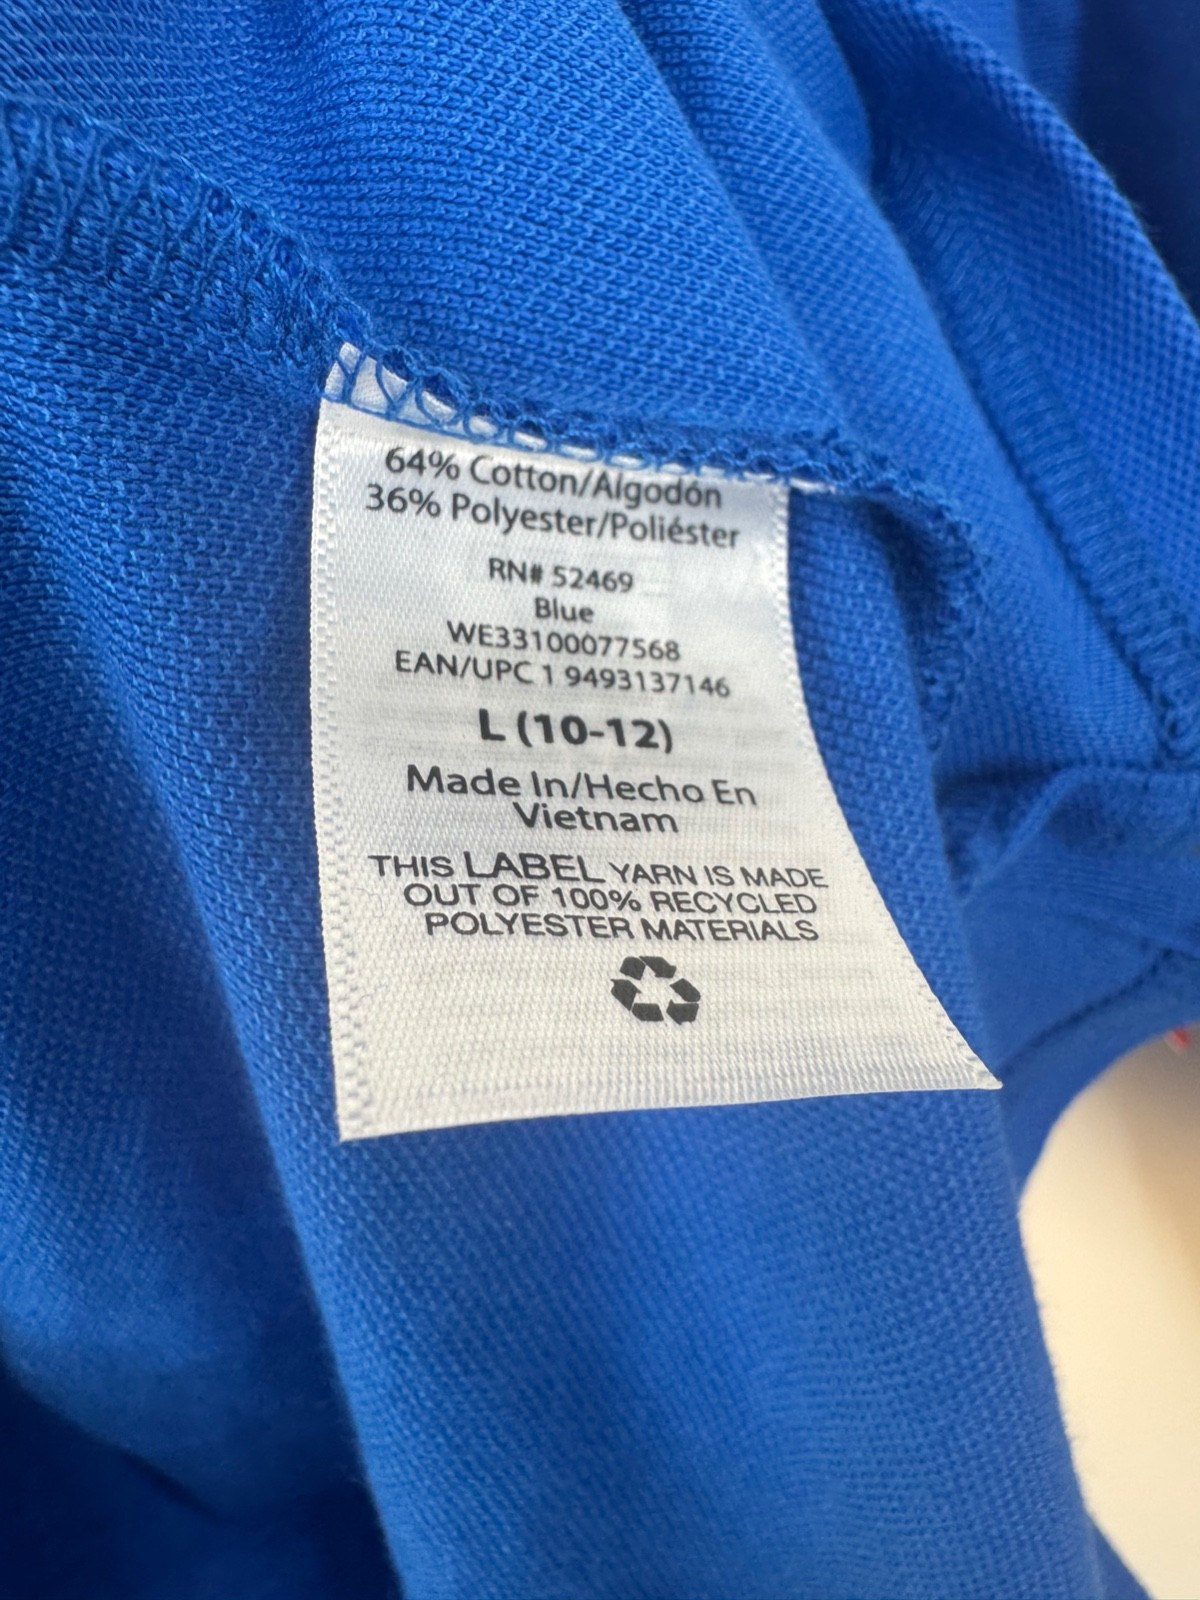 64% Cotton/Algodón
36% Polyester/Poliéster
RN# 52469
Blue
WE33100077568
EAN/UPC 1 9493137146
L (10-12)
Made In/Hecho En
Vietnam
THIS LABEL YARN IS MADE
OUT OF 100% RECYCLED
POLYESTER MATERIALS